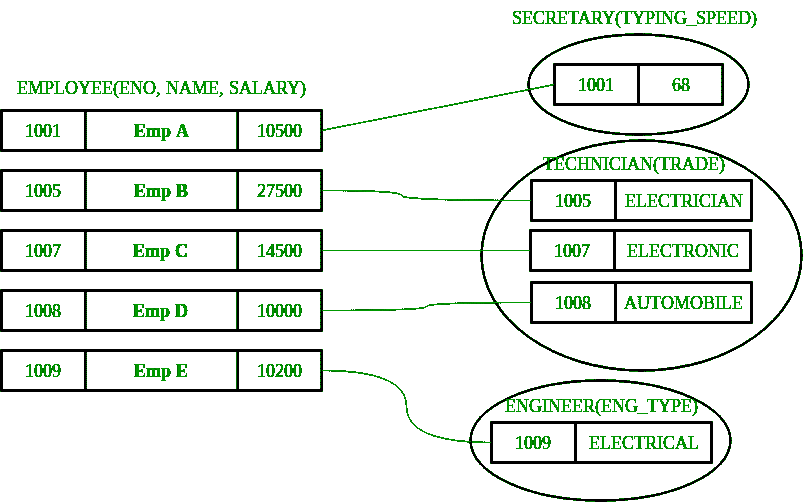 SECRETARY(TYPING_SPEED)
1001 68
EMPLOYEE(ENO, NAME, SALARY)
1001 Emp A 10500
1005 Emp B 27500
1007 Emp C 14500
1008 Emp D 10000
1009 Emp E 10200
TECHNICIAN(TRADE)
1005 ELECTRICIAN
1007 ELECTRONIC
1008 AUTOMOBILE
ENGINEER(ENG_TYPE)
1009 ELECTRICAL